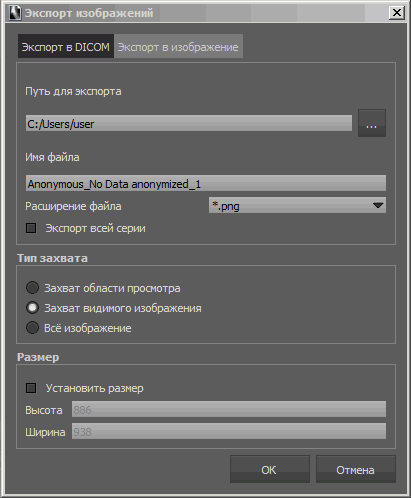 Экспорт изображений
Экспорт в DICOM Экспорт в изображение
Путь для экспорта
C:/Users/user ...
Имя файла
Anonymous_No Data anonymized_1
Расширение файла *.png
Экспорт всей серии
Тип захвата
Захват области просмотра
Захват видимого изображения
Всё изображение
Размер
Установить размер
Высота 886
Ширина 938
OK Отмена